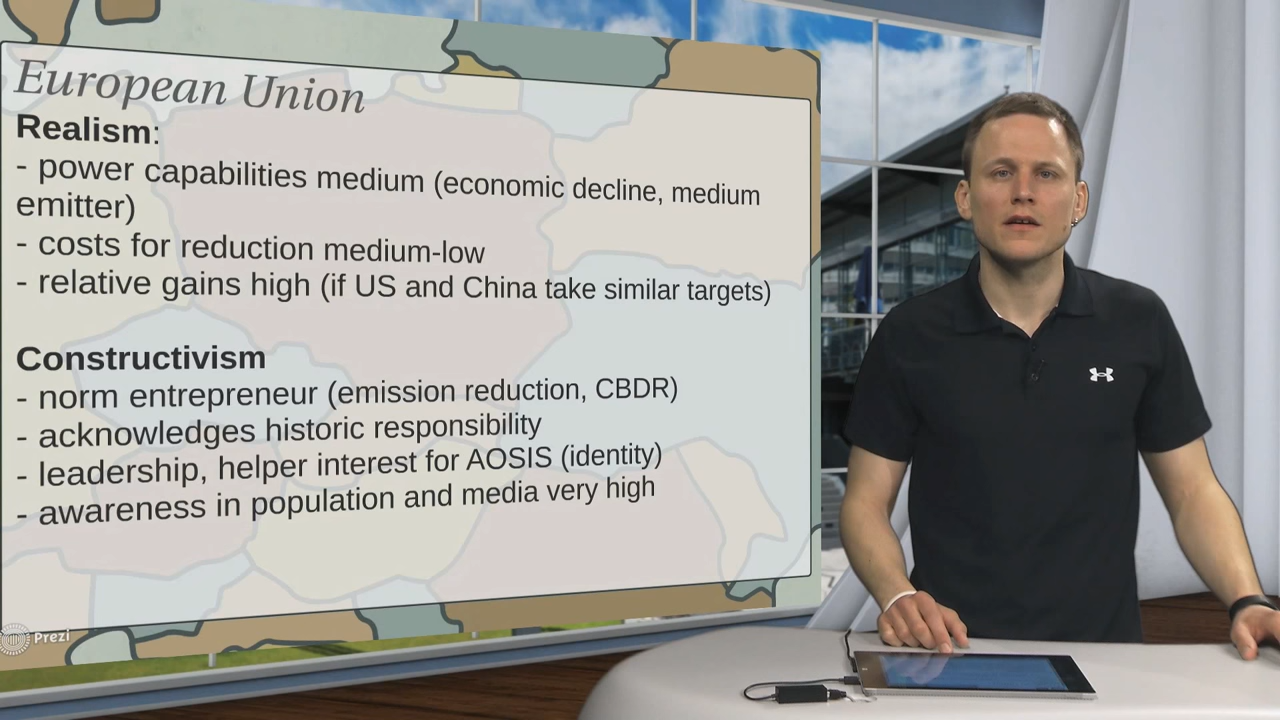 European Union
Realism:
- power capabilities medium (economic decline, medium
emitter)
- costs for reduction medium-low
- relative gains high (if US and China take similar targets)
Constructivism
- norm entrepreneur (emission reduction, CBDR)
- acknowledges historic responsibility
- leadership, helper interest for AOSIS (identity)
- awareness in population and media very high
Prezi